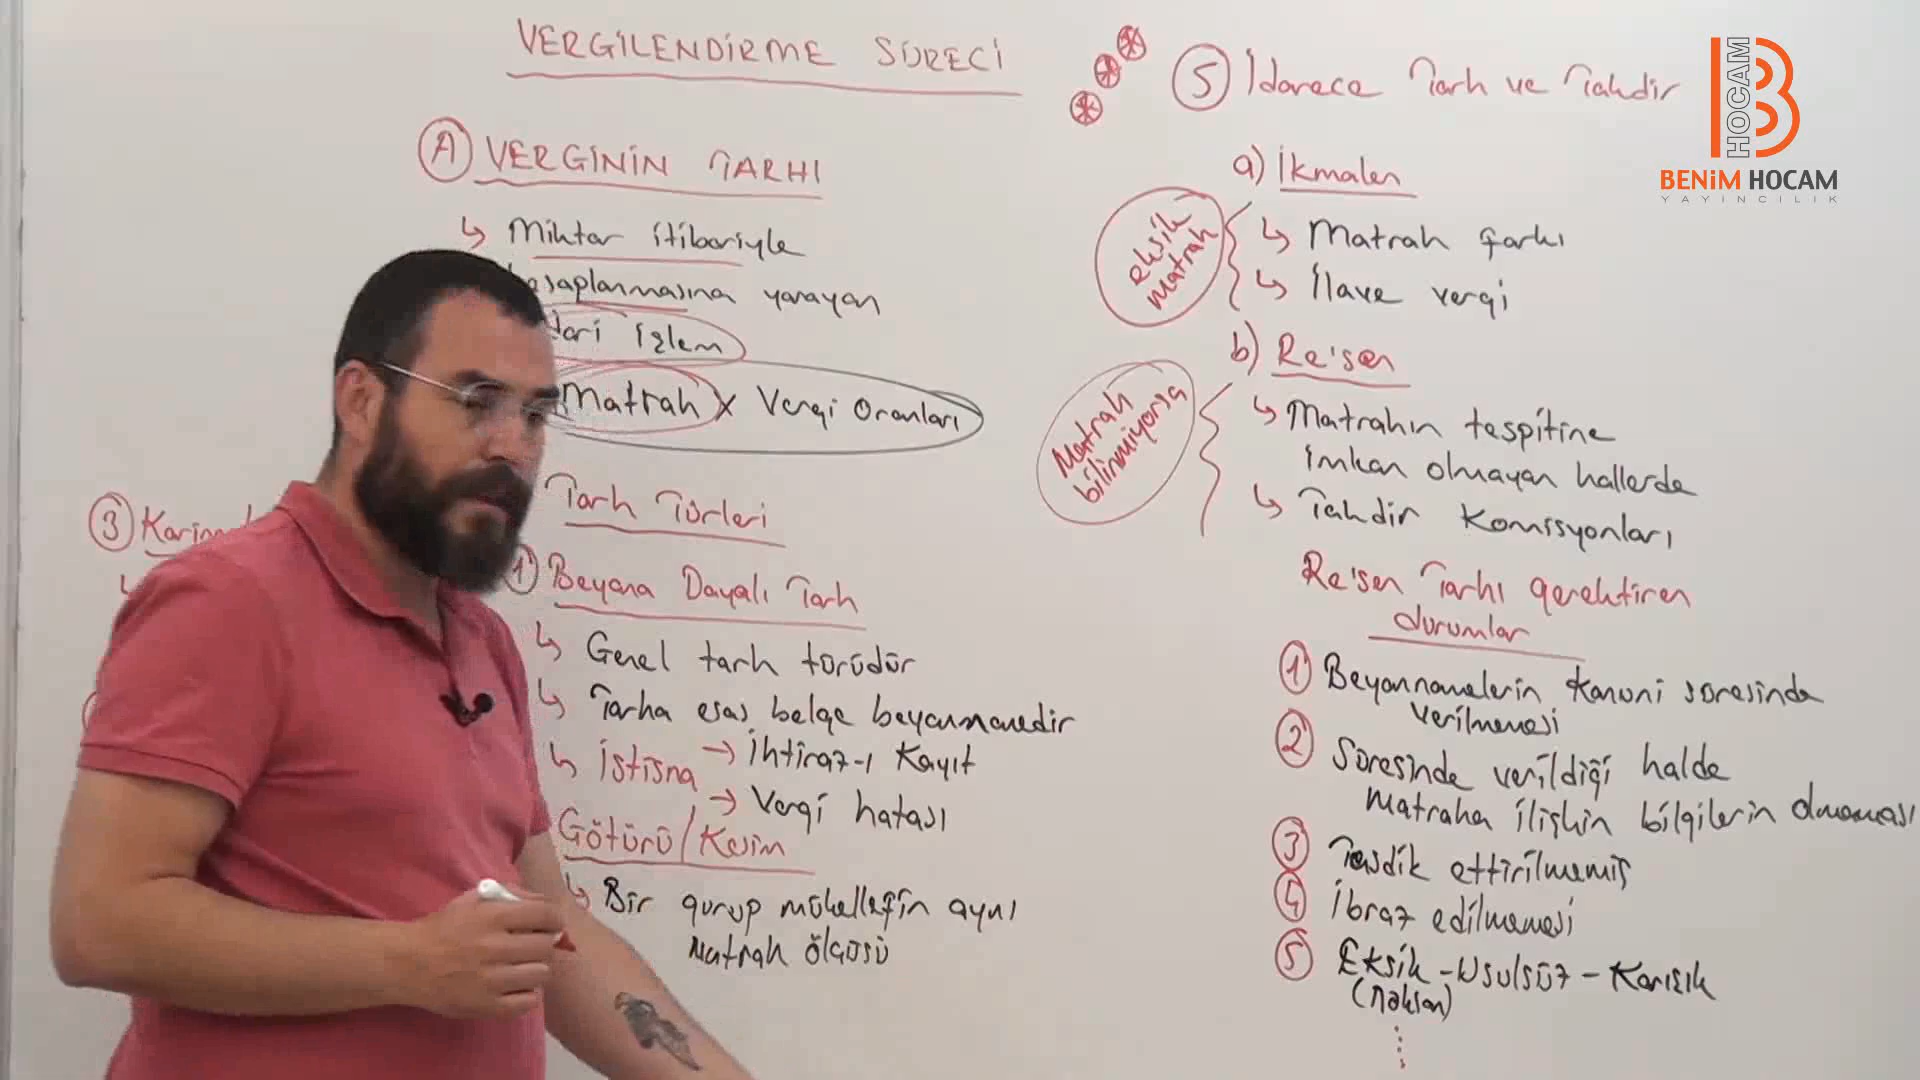 VERGİLENDİRME SÜRECİ
A VERGİNİN TARHI
↳ Miktar itibariyle
hesaplanmasına yarayan
idari işlem
Matrah x Vergi Oranları
Tarh Türleri
1 Beyana Dayalı Tarh
↳ Genel tarh türüdür
↳ Tarha esas belge beyannamedir
↳ İstisna → İhtiraz-ı Kayıt
→ Vergi hatası
Götürü/Kesim
↳ Bir gurup mükellefin aynı
Matrah ölçüsü
3
5 İdarece Tarh ve Takdir
a) İkmalen
eksik matrah
↳ Matrah farkı
↳ İlave vergi
b) Re'sen
Matrah bilinmiyorsa
↳ Matrahın tespitine
imkan olmayan hallerde
↳ Takdir Komisyonları
Re'sen Tarhı gerektiren
durumlar
1 Beyannamelerin Kanuni süresinde
verilmemesi
2 Süresinde verildiği halde
Matraha ilişkin bilgilerin olmaması
3 Tasdik ettirilmemiş
4 İbraz edilmemesi
5 Eksik - Usulsüz - Karışık
(noksan)
HOCAM B
BENİM HOCAM
YAYINCILIK